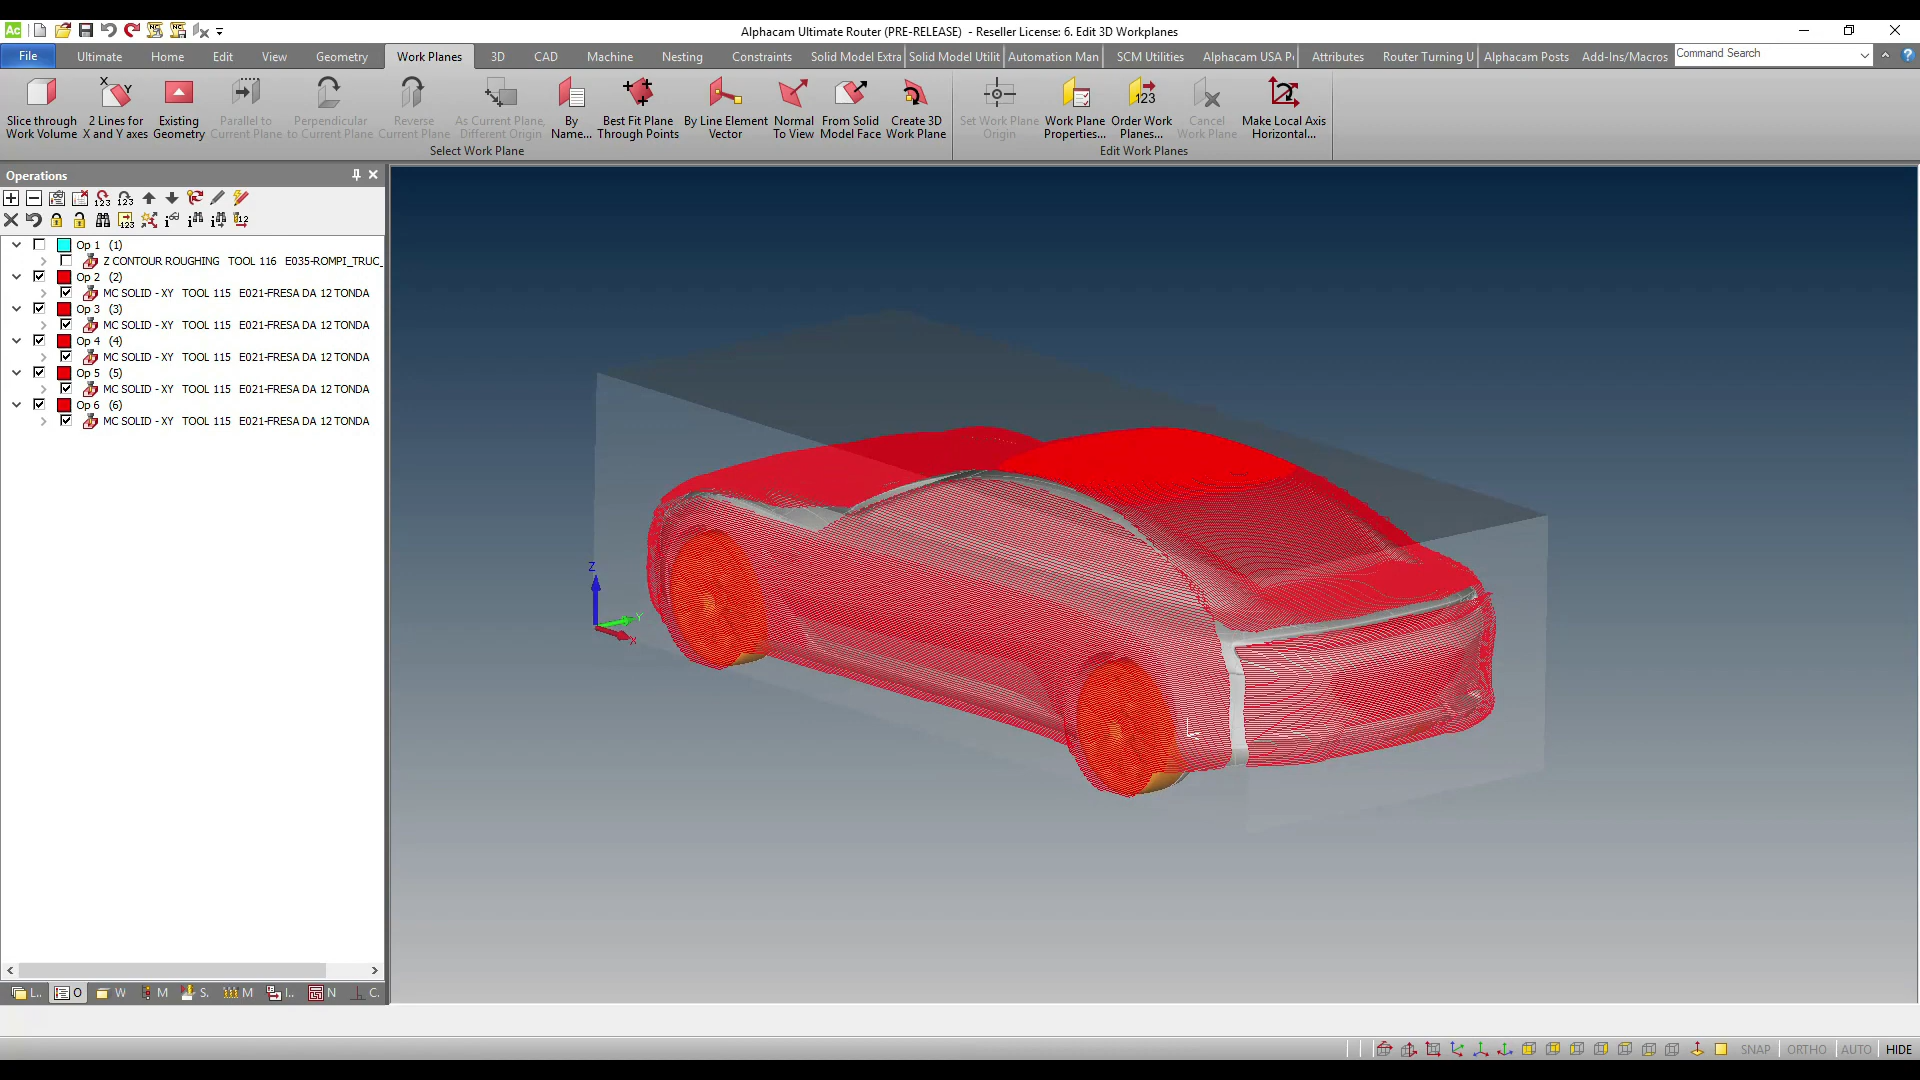 Ac
Alphacam Ultimate Router (PRE-RELEASE)  - Reseller License: 6. Edit 3D Workplanes
File Ultimate Home Edit View Geometry Work Planes 3D CAD Machine Nesting Constraints Solid Model Extra Solid Model Utilit Automation Man SCM Utilities Alphacam USA P Attributes Router Turning U Alphacam Posts Add-Ins/Macros Command Search
Slice through Work Volume
2 Lines for X and Y axes
Existing Geometry
Parallel to Current Plane
Perpendicular to Current Plane
Reverse Current Plane
As Current Plane, Different Origin
By Name...
Best Fit Plane Through Points
By Line Element Vector
Normal To View
From Solid Model Face
Create 3D Work Plane
Set Work Plane Origin
Work Plane Properties...
Order Work Planes...
Cancel Work Plane
Make Local Axis Horizontal...
Select Work Plane
Edit Work Planes
Operations
Op 1 (1)
Z CONTOUR ROUGHING TOOL 116 E035-ROMPI_TRUC_
Op 2 (2)
MC SOLID - XY TOOL 115 E021-FRESA DA 12 TONDA
Op 3 (3)
MC SOLID - XY TOOL 115 E021-FRESA DA 12 TONDA
Op 4 (4)
MC SOLID - XY TOOL 115 E021-FRESA DA 12 TONDA
Op 5 (5)
MC SOLID - XY TOOL 115 E021-FRESA DA 12 TONDA
Op 6 (6)
MC SOLID - XY TOOL 115 E021-FRESA DA 12 TONDA
Z
Y
X
L.. O W M S. M I.. N C.
SNAP ORTHO AUTO HIDE